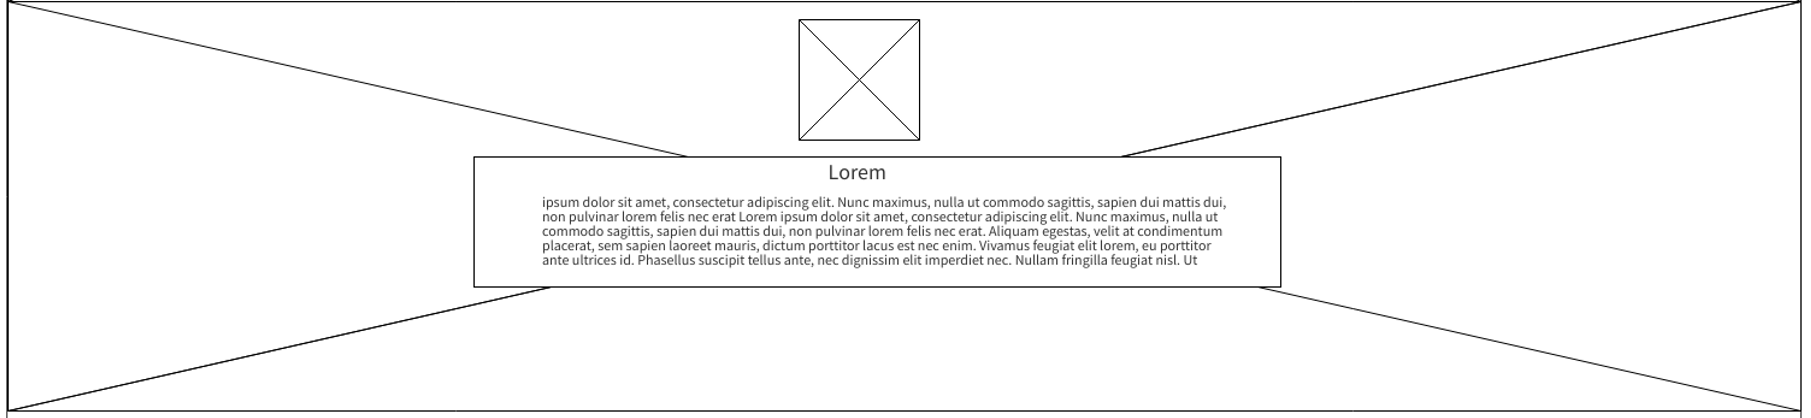 Lorem
ipsum dolor sit amet, consectetur adipiscing elit. Nunc maximus, nulla ut commodo sagittis, sapien dui mattis dui,
non pulvinar lorem felis nec erat Lorem ipsum dolor sit amet, consectetur adipiscing elit. Nunc maximus, nulla ut
commodo sagittis, sapien dui mattis dui, non pulvinar lorem felis nec erat. Aliquam egestas, velit at condimentum
placerat, sem sapien laoreet mauris, dictum porttitor lacus est nec enim. Vivamus feugiat elit lorem, eu porttitor
ante ultrices id. Phasellus suscipit tellus ante, nec dignissim elit imperdiet nec. Nullam fringilla feugiat nisl. Ut